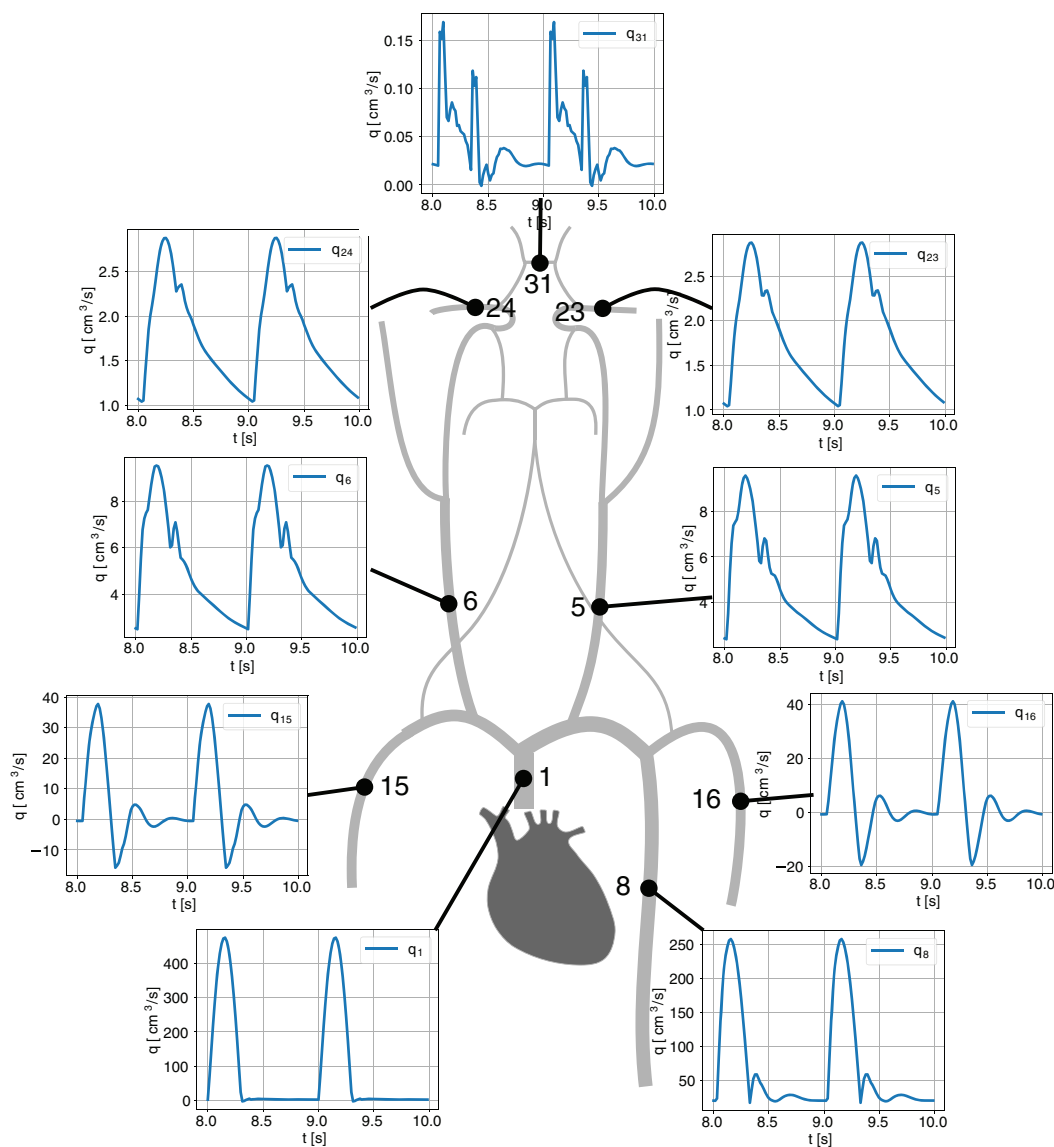 q [ cm³/s]
0.15
0.10
0.05
0.00
q₃₁
8.0 8.5 9.0 9.5 10.0
t [s]
q [ cm³/s]
2.5
2.0
1.5
1.0
q₂₄
8.0 8.5 9.0 9.5 10.0
t [s]
31
24
23
q [ cm³/s]
2.5
2.0
1.5
1.0
q₂₃
8.0 8.5 9.0 9.5 10.0
t [s]
q [ cm³/s]
8
6
4
q₆
8.0 8.5 9.0 9.5 10.0
t [s]
6
5
q [ cm³/s]
8
6
4
q₅
8.0 8.5 9.0 9.5 10.0
t [s]
q [ cm³/s]
40
30
20
10
0
−10
q₁₅
8.0 8.5 9.0 9.5 10.0
t [s]
15
1
16
q [ cm³/s]
40
20
0
−20
q₁₆
8.0 8.5 9.0 9.5 10.0
t [s]
8
q [ cm³/s]
400
300
200
100
0
q₁
8.0 8.5 9.0 9.5 10.0
t [s]
q [ cm³/s]
250
200
150
100
50
q₈
8.0 8.5 9.0 9.5 10.0
t [s]